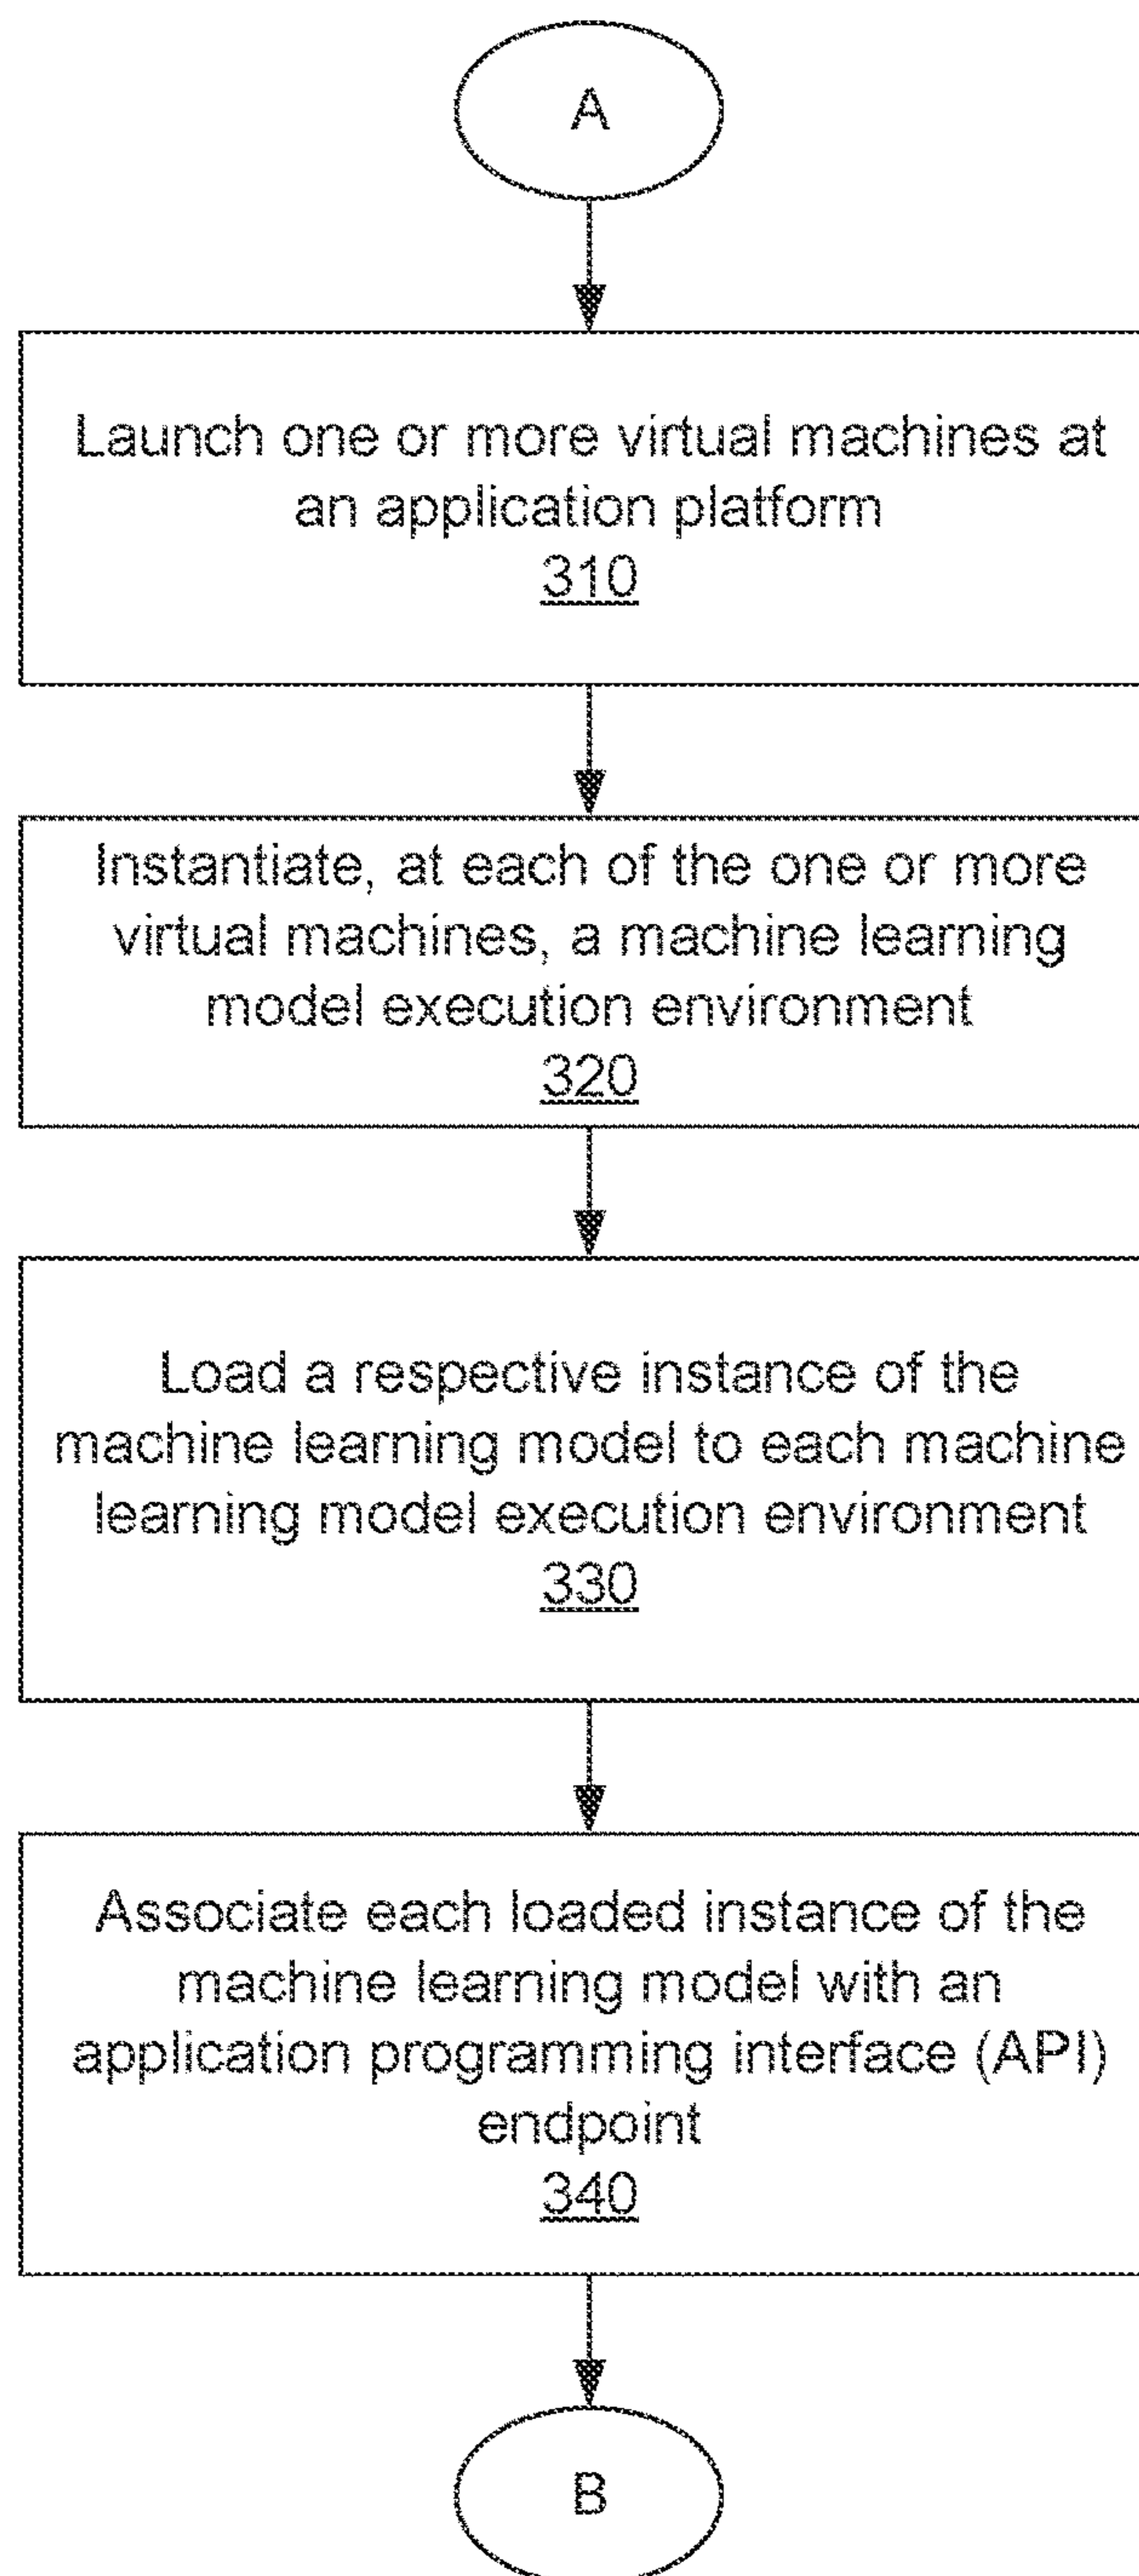 A
Launch one or more virtual machines at
an application platform
310
Instantiate, at each of the one or more
virtual machines, a machine learning
model execution environment
320
Load a respective instance of the
machine learning model to each machine
learning model execution environment
330
Associate each loaded instance of the
machine learning model with an
application programming interface (API)
endpoint
340
B